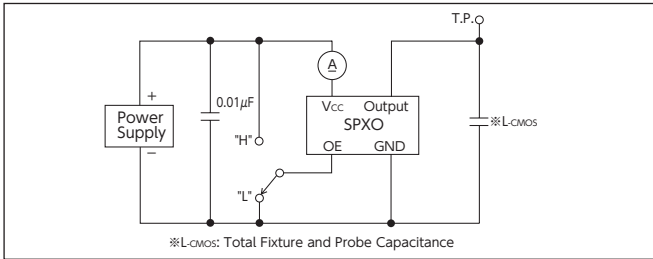 T.P.
A
+
0.01μF
Vcc Output
Power
Supply
SPXO
※L-CMOS
"H"
OE GND
−
"L"
※L-CMOS: Total Fixture and Probe Capacitance